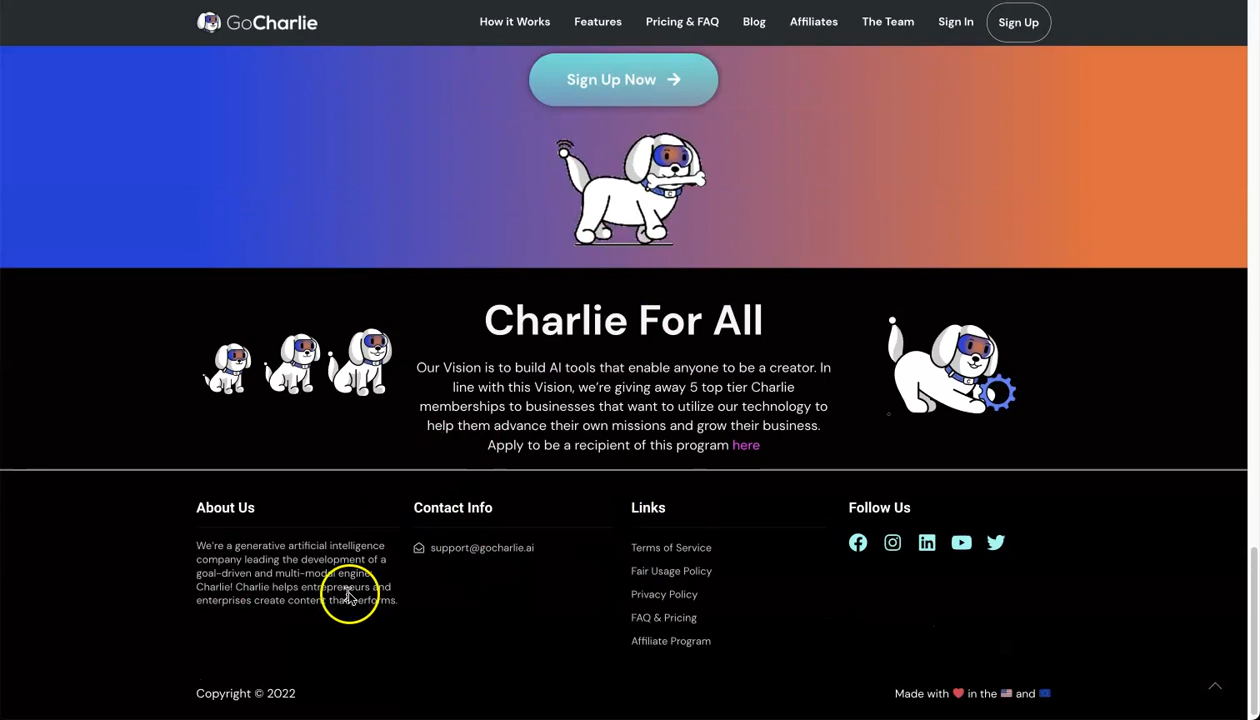 GoCharlie
How it Works
Features
Pricing & FAQ
Blog
Affiliates
The Team
Sign In
Sign Up
Sign Up Now
Charlie For All
Our Vision is to build AI tools that enable anyone to be a creator. In
line with this Vision, we're giving away 5 top tier Charlie
memberships to businesses that want to utilize our technology to
help them advance their own missions and grow their business.
Apply to be a recipient of this program here
About Us
We're a generative artificial intelligence
company leading the development of a
goal-driven and multi-modal engine,
Charlie! Charlie helps entrepreneurs and
enterprises create content that performs.
Contact Info
support@gocharlie.ai
Links
Terms of Service
Fair Usage Policy
Privacy Policy
FAQ & Pricing
Affiliate Program
Follow Us
Copyright © 2022
Made with ❤️ in the 🇺🇸 and 🇪🇺